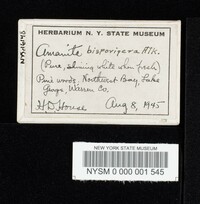 HERBARIUM N. Y. STATE MUSEUM
Amanita bisporigera Atk.
(Pure, shining white when fresh)
Pine woods, Northwest Bay, Lake
George, Warren Co.
H. D. House Aug 8, 1945
NEW YORK STATE MUSEUM
NYSM 0 000 001 545